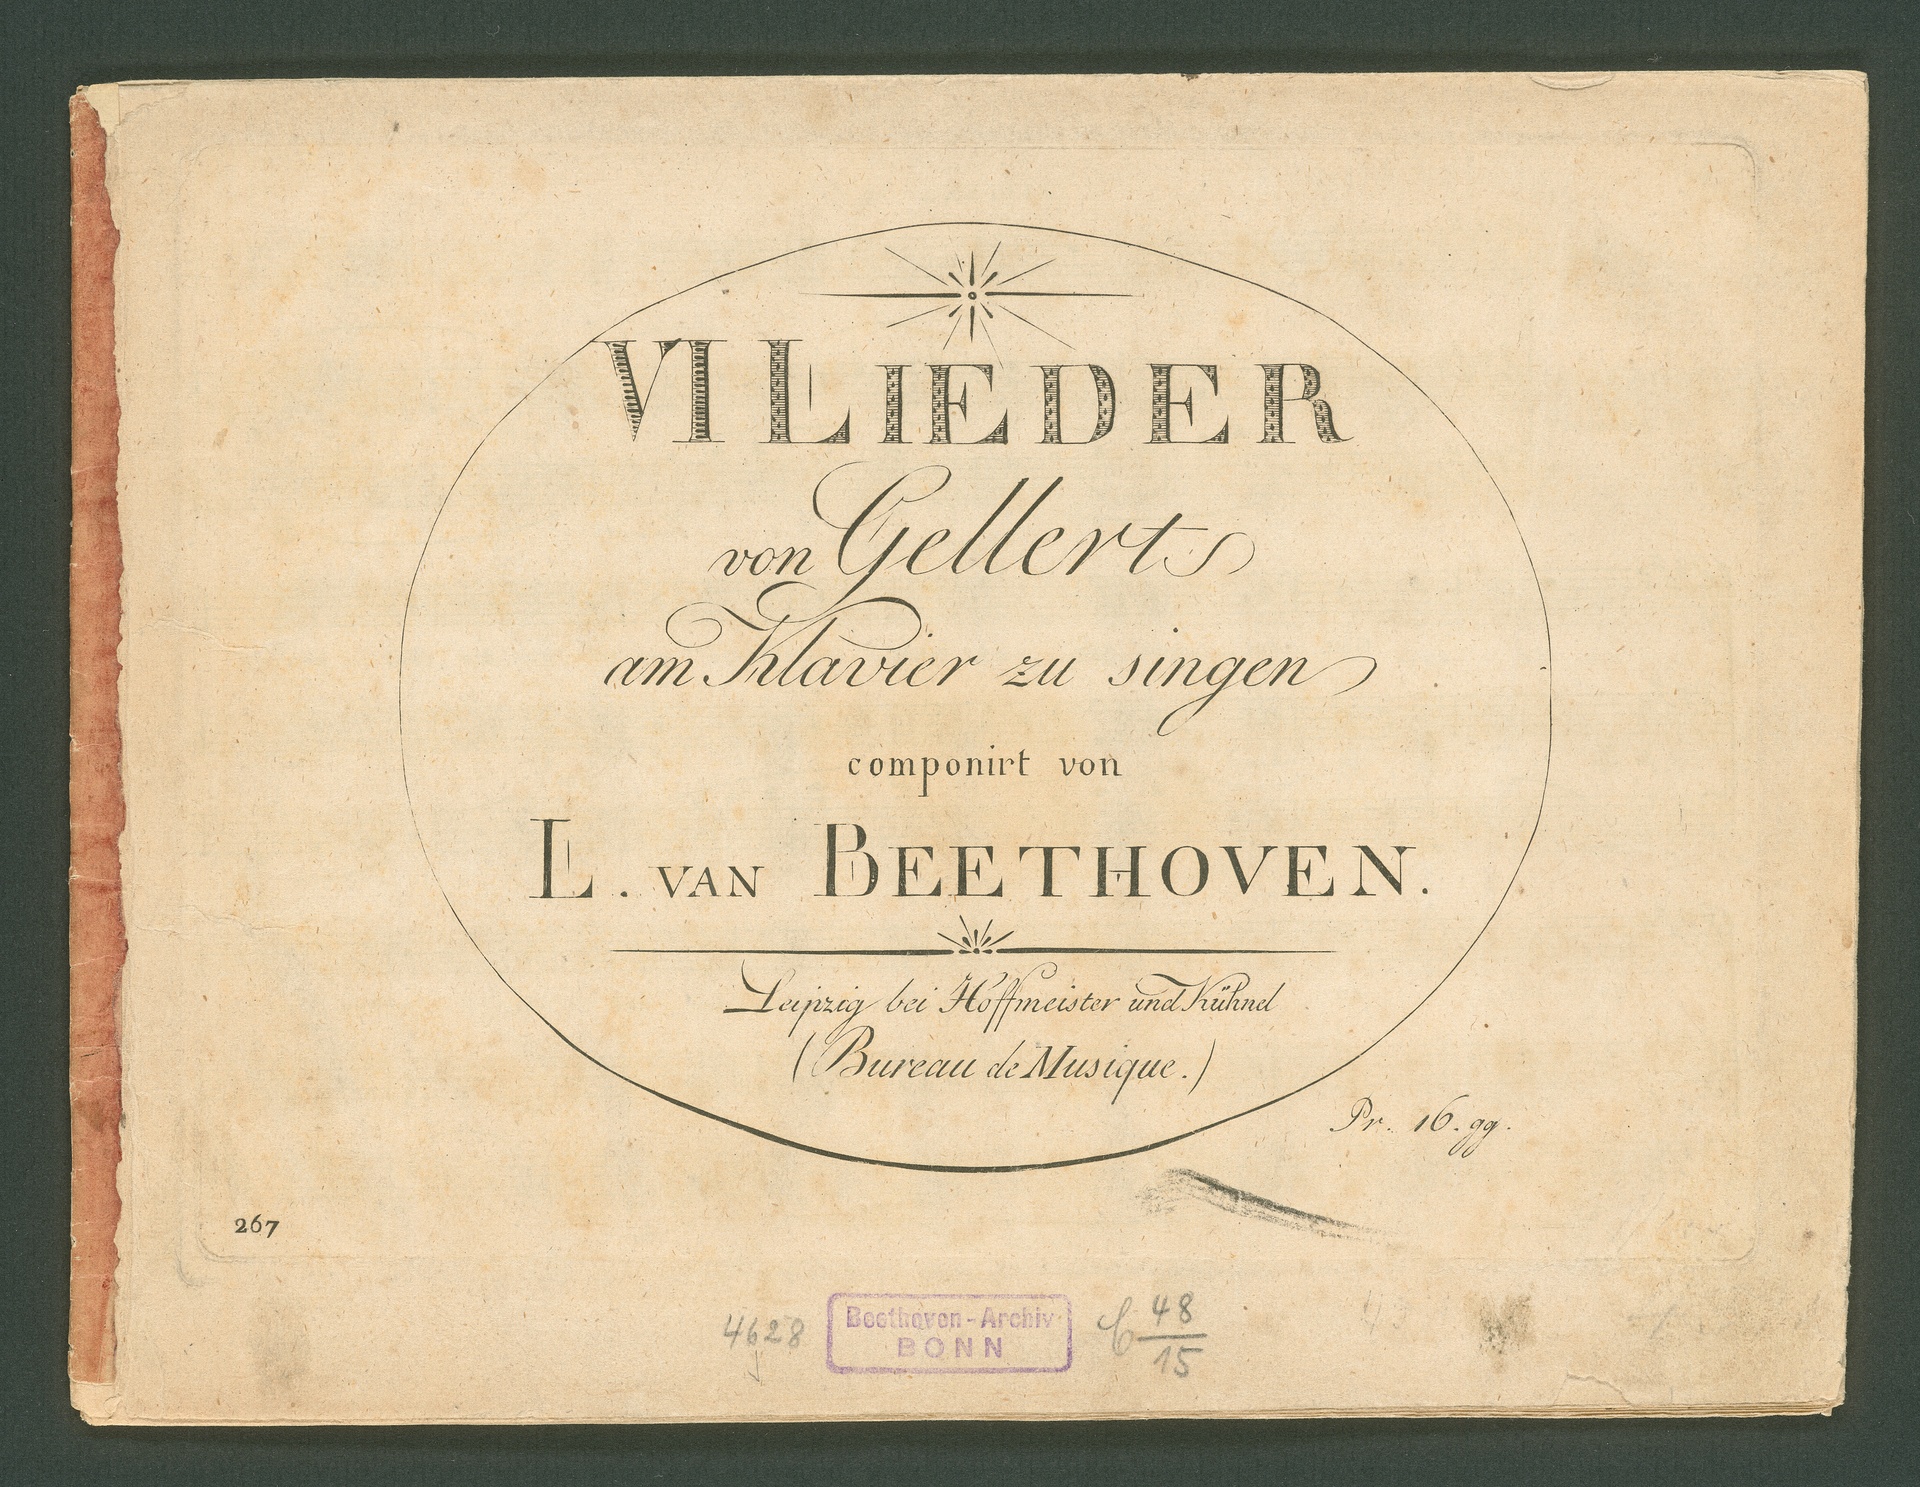 VI LIEDER
von Gellert
am Klavier zu singen
componirt von
L. VAN BEETHOVEN.
Leipzig bei Hoffmeister und Kühnel
(Bureau de Musique.)
Pr. 16. gg.
267
4628
Beethoven-Archiv
BONN
48
15